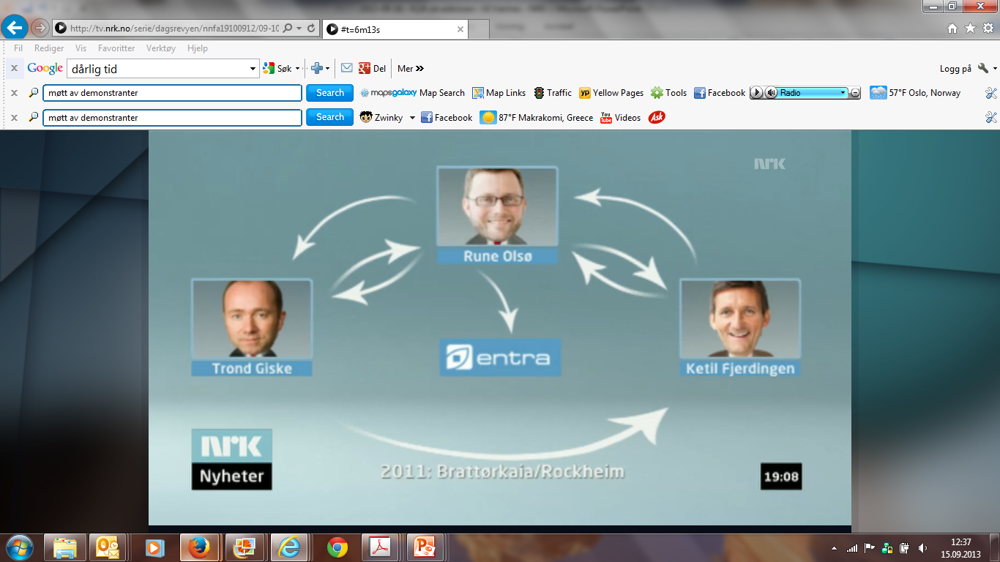 http://tv.nrk.no/serie/dagsrevyen/nnfa19100912/09-10
#t=6m13s
Fil Rediger Vis Favoritter Verktøy Hjelp
Google dårlig tid Søk Del Mer Logg på
møtt av demonstranter Search mapsgalaxy Map Search Map Links Traffic yp Yellow Pages Tools Facebook Radio 57°F Oslo, Norway
møtt av demonstranter Search Zwinky Facebook 87°F Makrakomi, Greece You Tube Videos Ask
nrk
Rune Olsø
Trond Giske
entra
Ketil Fjerdingen
nrk
Nyheter
2011: Brattørkaia/Rockheim
19:08
12:37
15.09.2013